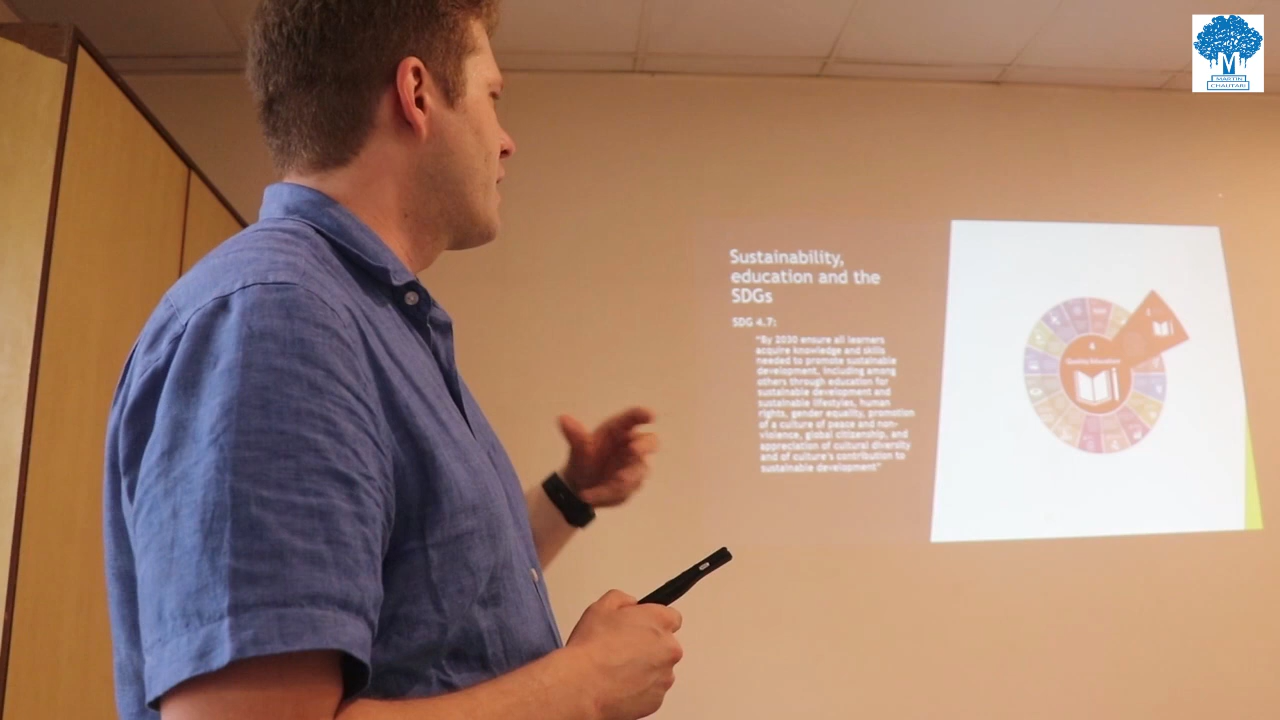 MARTIN
CHAUTARI
Sustainability,
education and the
SDGs
SDG 4.7:
"By 2030 ensure all learners
acquire knowledge and skills
needed to promote sustainable
development, including among
others through education for
sustainable development and
sustainable lifestyles, human
rights, gender equality, promotion
of a culture of peace and non-
violence, global citizenship, and
appreciation of cultural diversity
and of culture's contribution to
sustainable development"
4
Quality Education